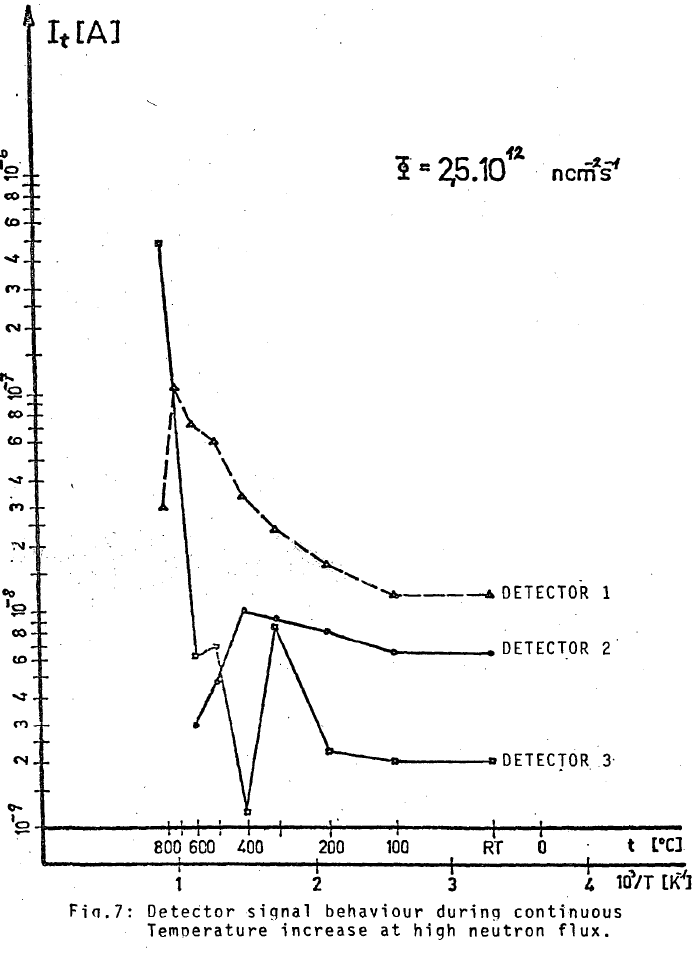 I_t [A]
Φ = 2,5.10^12 ncm^-2s^-1
10^-6
8
6
4
3
2
10^-7
8
6
4
3
2
DETECTOR 1
10^-8
8
DETECTOR 2
6
4
3
DETECTOR 3
2
10^-9
800 600 400 200 100 RT 0 t [°C]
1 2 3 4 10^3/T [K^-1]
Fig.7: Detector signal behaviour during continuous
Temperature increase at high neutron flux.